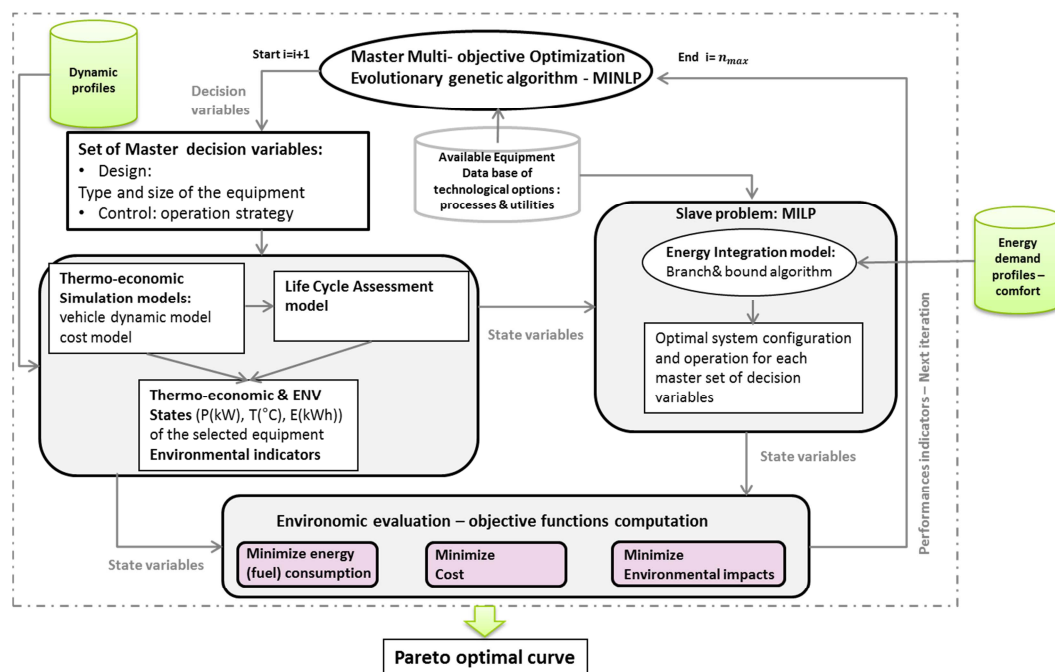 Dynamic
profiles
Start i=i+1
Master Multi- objective Optimization
Evolutionary genetic algorithm - MINLP
End i= n_max
Decision
variables
Set of Master decision variables:
• Design:
Type and size of the equipment
• Control: operation strategy
Available Equipment
Data base of
technological options :
processes & utilities
Slave problem: MILP
Energy Integration model:
Branch& bound algorithm
Optimal system configuration
and operation for each
master set of decision
variables
Energy
demand
profiles –
comfort
Thermo-economic
Simulation models:
vehicle dynamic model
cost model
Life Cycle Assessment
model
State variables
Thermo-economic & ENV
States (P(kW), T(°C), E(kWh))
of the selected equipment
Environmental indicators
State variables
Performances indicators – Next iteration
Environomic evaluation – objective functions computation
State variables
Minimize energy
(fuel) consumption
Minimize
Cost
Minimize
Environmental impacts
Pareto optimal curve